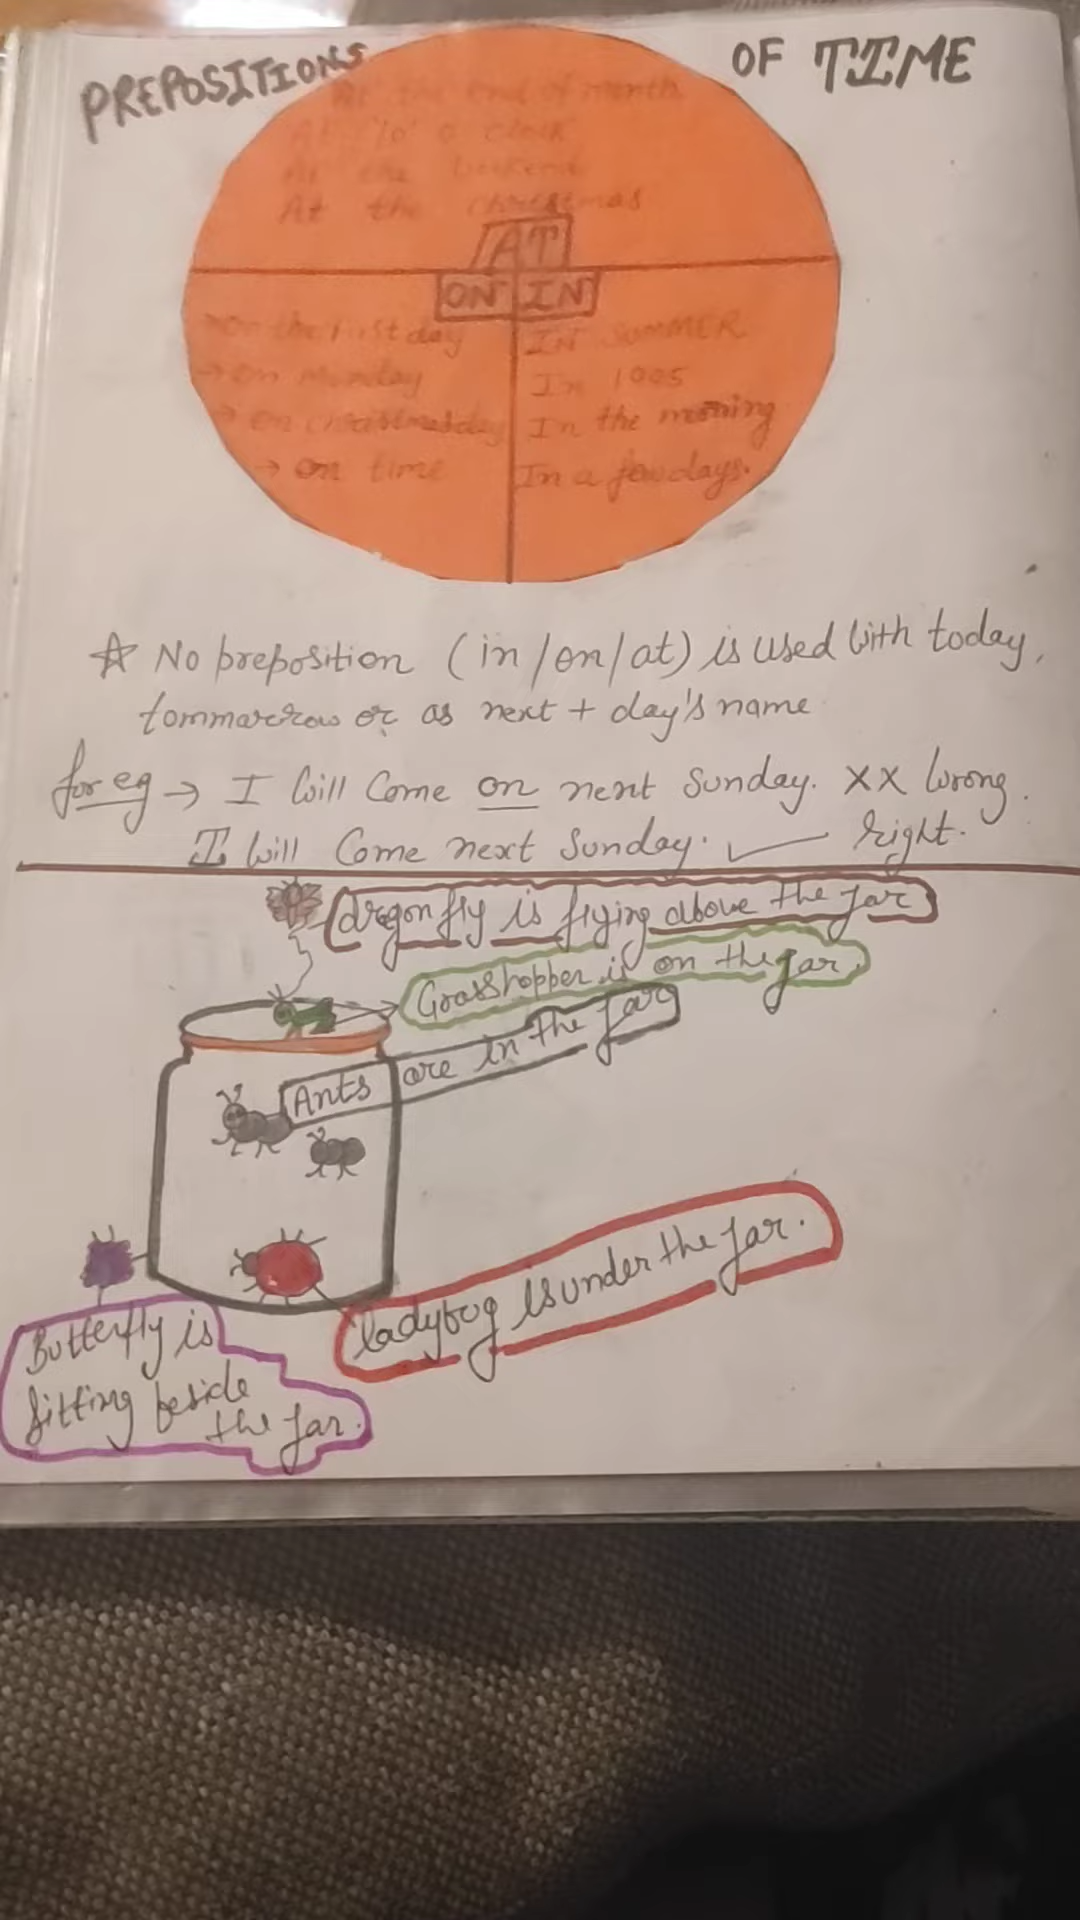 PREPOSITIONS OF TIME
At the end of month
At '10' o clock
At the weekend
At the christmas
AT
ON IN
→ on the first day
→ on Monday
→ on christmasday
→ on time
IN SUMMER
In 1995
In the morning
In a few days.
☆ No preposition (in/on/at) is used with today,
tommarrow or as next + day's name
for eg → I will Come on next Sunday. XX wrong.
I will Come next Sunday. ✓ right.
dragonfly is flying above the Jar
Grasshopper is on the Jar.
Ants are in the Jar
ladybug is under the Jar.
Butterfly is
sitting beside
the Jar.